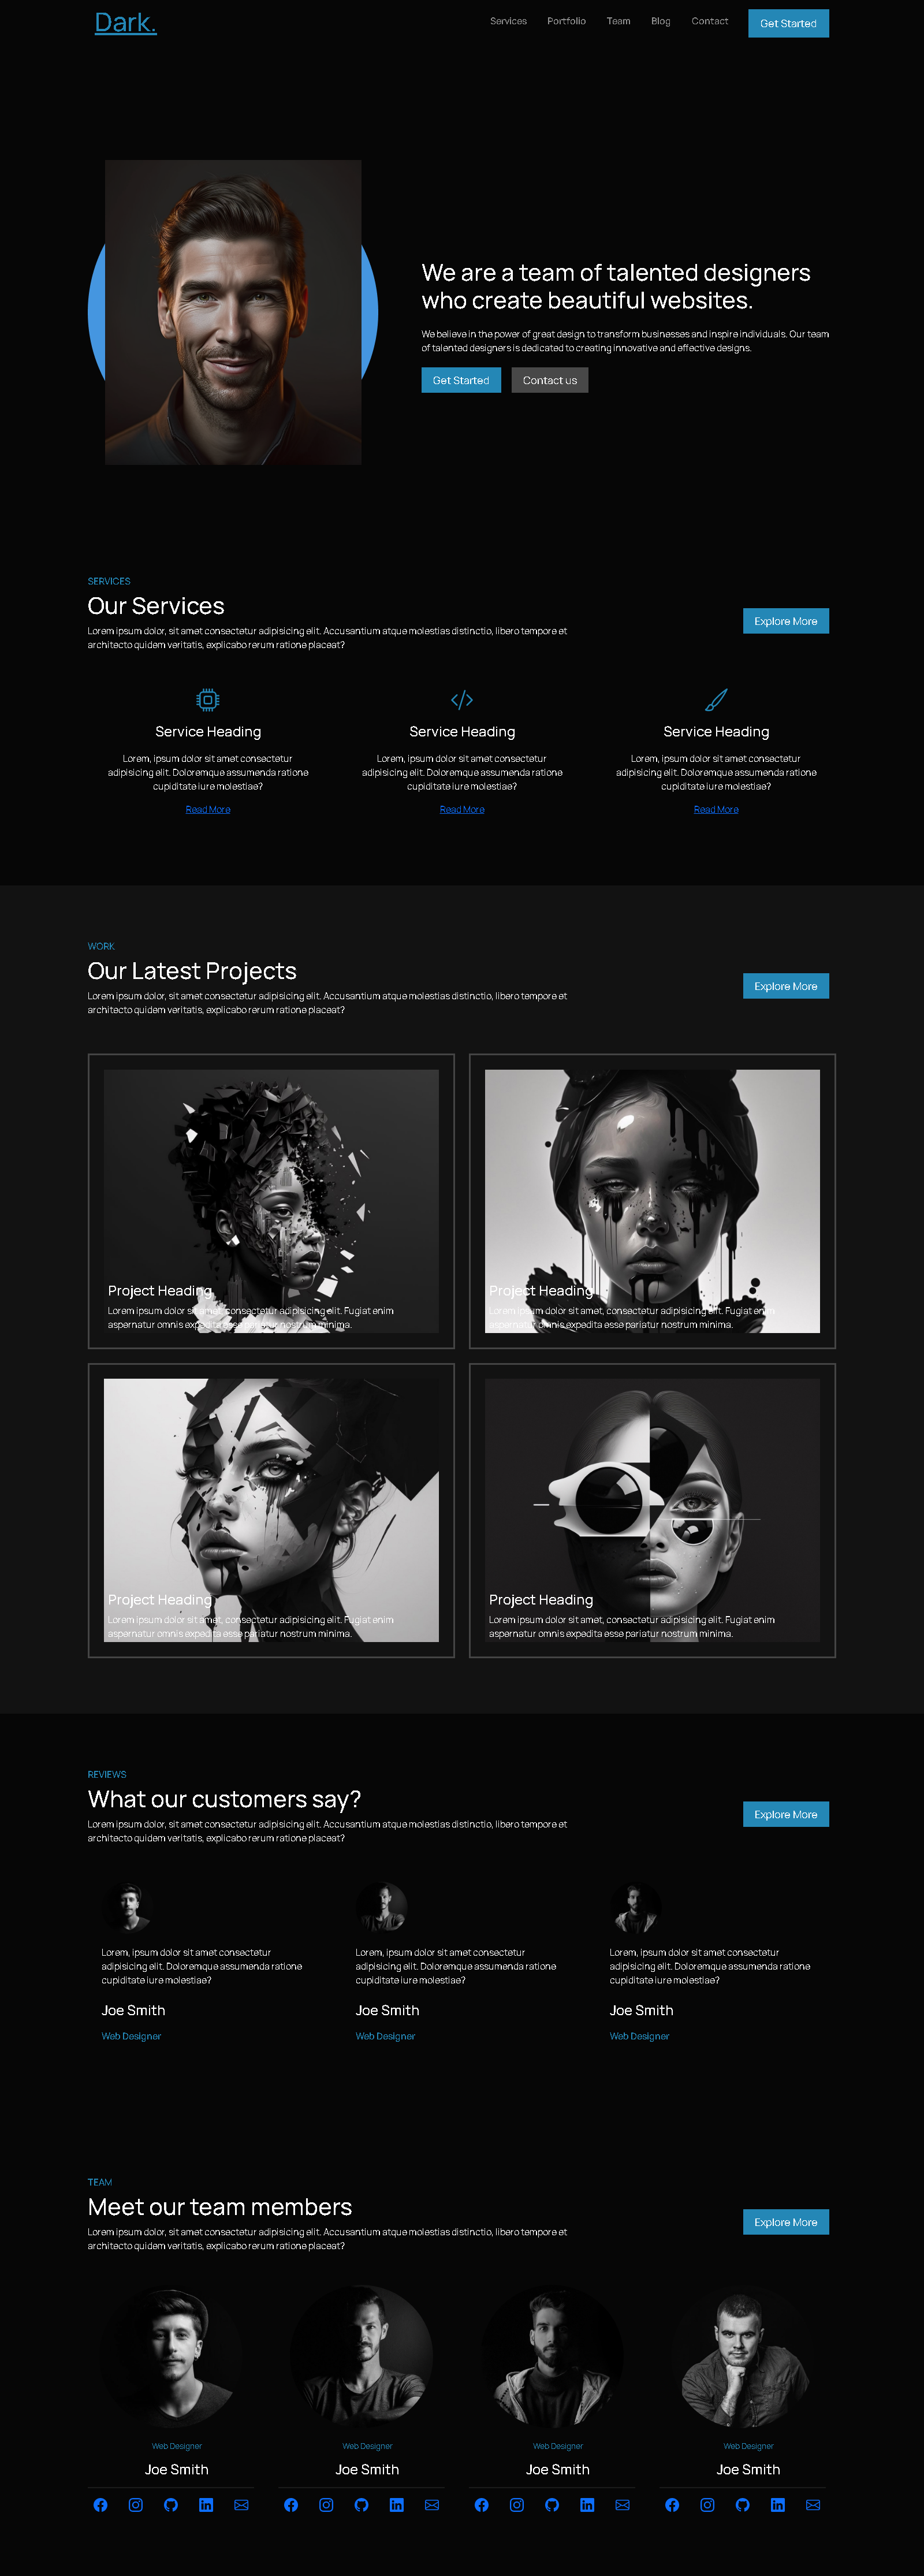 Dark.
Services Portfolio Team Blog Contact Get Started
We are a team of talented designers
who create beautiful websites.
We believe in the power of great design to transform businesses and inspire individuals. Our team
of talented designers is dedicated to creating innovative and effective designs.
Get Started Contact us
SERVICES
Our Services
Lorem ipsum dolor, sit amet consectetur adipisicing elit. Accusantium atque molestias distinctio, libero tempore et
architecto quidem veritatis, explicabo rerum ratione placeat?
Explore More
Service Heading
Lorem, ipsum dolor sit amet consectetur
adipisicing elit. Doloremque assumenda ratione
cupiditate iure molestiae?
Read More
Service Heading
Lorem, ipsum dolor sit amet consectetur
adipisicing elit. Doloremque assumenda ratione
cupiditate iure molestiae?
Read More
Service Heading
Lorem, ipsum dolor sit amet consectetur
adipisicing elit. Doloremque assumenda ratione
cupiditate iure molestiae?
Read More
WORK
Our Latest Projects
Lorem ipsum dolor, sit amet consectetur adipisicing elit. Accusantium atque molestias distinctio, libero tempore et
architecto quidem veritatis, explicabo rerum ratione placeat?
Explore More
Project Heading
Lorem ipsum dolor sit amet, consectetur adipisicing elit. Fugiat enim
aspernatur omnis expedita esse pariatur nostrum minima.
Project Heading
Lorem ipsum dolor sit amet, consectetur adipisicing elit. Fugiat enim
aspernatur omnis expedita esse pariatur nostrum minima.
Project Heading
Lorem ipsum dolor sit amet, consectetur adipisicing elit. Fugiat enim
aspernatur omnis expedita esse pariatur nostrum minima.
Project Heading
Lorem ipsum dolor sit amet, consectetur adipisicing elit. Fugiat enim
aspernatur omnis expedita esse pariatur nostrum minima.
REVIEWS
What our customers say?
Lorem ipsum dolor, sit amet consectetur adipisicing elit. Accusantium atque molestias distinctio, libero tempore et
architecto quidem veritatis, explicabo rerum ratione placeat?
Explore More
Lorem, ipsum dolor sit amet consectetur
adipisicing elit. Doloremque assumenda ratione
cupiditate iure molestiae?
Joe Smith
Web Designer
Lorem, ipsum dolor sit amet consectetur
adipisicing elit. Doloremque assumenda ratione
cupiditate iure molestiae?
Joe Smith
Web Designer
Lorem, ipsum dolor sit amet consectetur
adipisicing elit. Doloremque assumenda ratione
cupiditate iure molestiae?
Joe Smith
Web Designer
TEAM
Meet our team members
Lorem ipsum dolor, sit amet consectetur adipisicing elit. Accusantium atque molestias distinctio, libero tempore et
architecto quidem veritatis, explicabo rerum ratione placeat?
Explore More
Web Designer
Joe Smith
Web Designer
Joe Smith
Web Designer
Joe Smith
Web Designer
Joe Smith